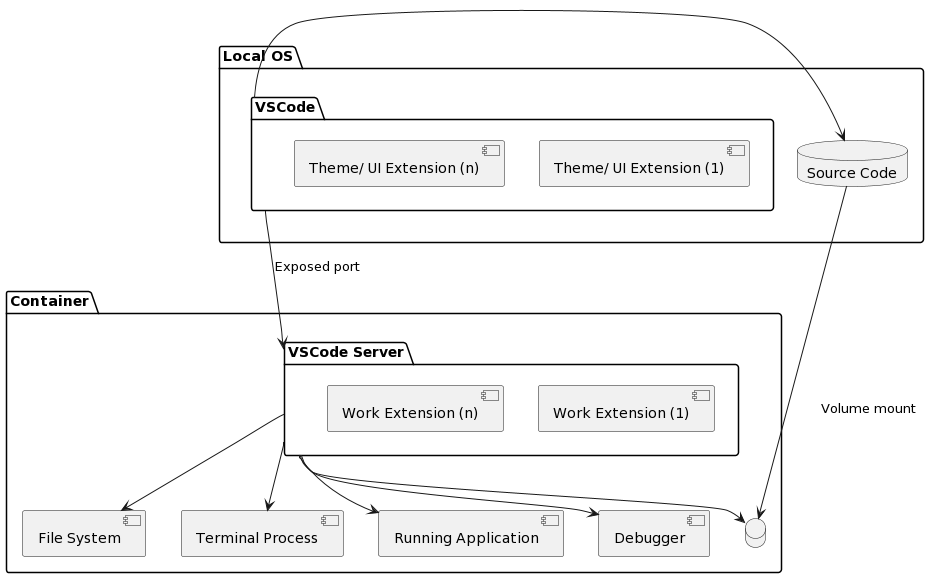 Local OS
VSCode
Theme/ UI Extension (n)
Theme/ UI Extension (1)
Source Code
Exposed port
Container
VSCode Server
Work Extension (n)
Work Extension (1)
Volume mount
File System
Terminal Process
Running Application
Debugger